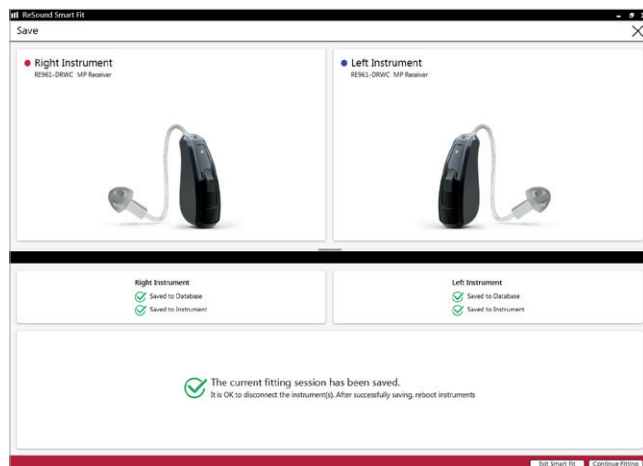 ReSound Smart Fit
Save
Right Instrument
RE961-DRWC MP Receiver
Left Instrument
RE961-DRWC MP Receiver
Right Instrument
Saved to Database
Saved to Instrument
Left Instrument
Saved to Database
Saved to Instrument
The current fitting session has been saved.
It is OK to disconnect the instrument(s). After successfully saving, reboot instruments
Exit Smart Fit
Continue Fitting